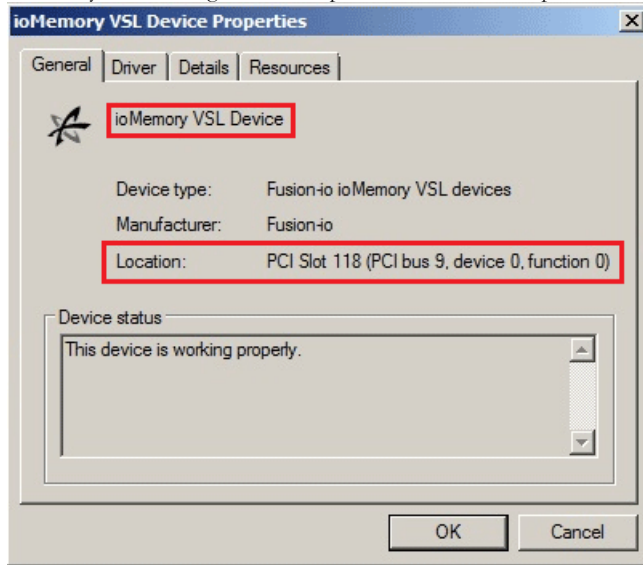 ioMemory VSL Device Properties
General Driver Details Resources
ioMemory VSL Device
Device type: Fusion-io ioMemory VSL devices
Manufacturer: Fusion-io
Location: PCI Slot 118 (PCI bus 9, device 0, function 0)
Device status
This device is working properly.
OK Cancel